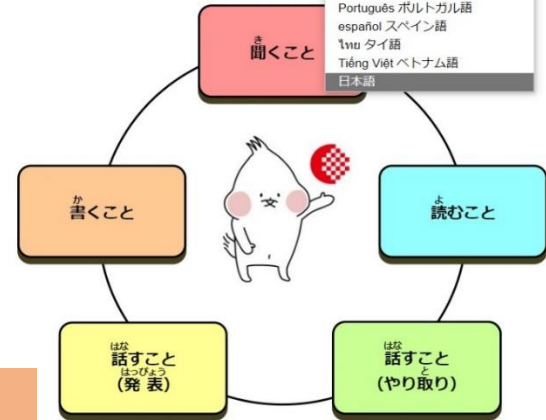 Português ポルトガル語
español スペイン語
ไทย タイ語
Tiếng Việt ベトナム語
日本語
き
聞くこと
か
書くこと
よ
読むこと
はな
話すこと
はっぴょう
(発表)
はな
話すこと
と
(やり取り)